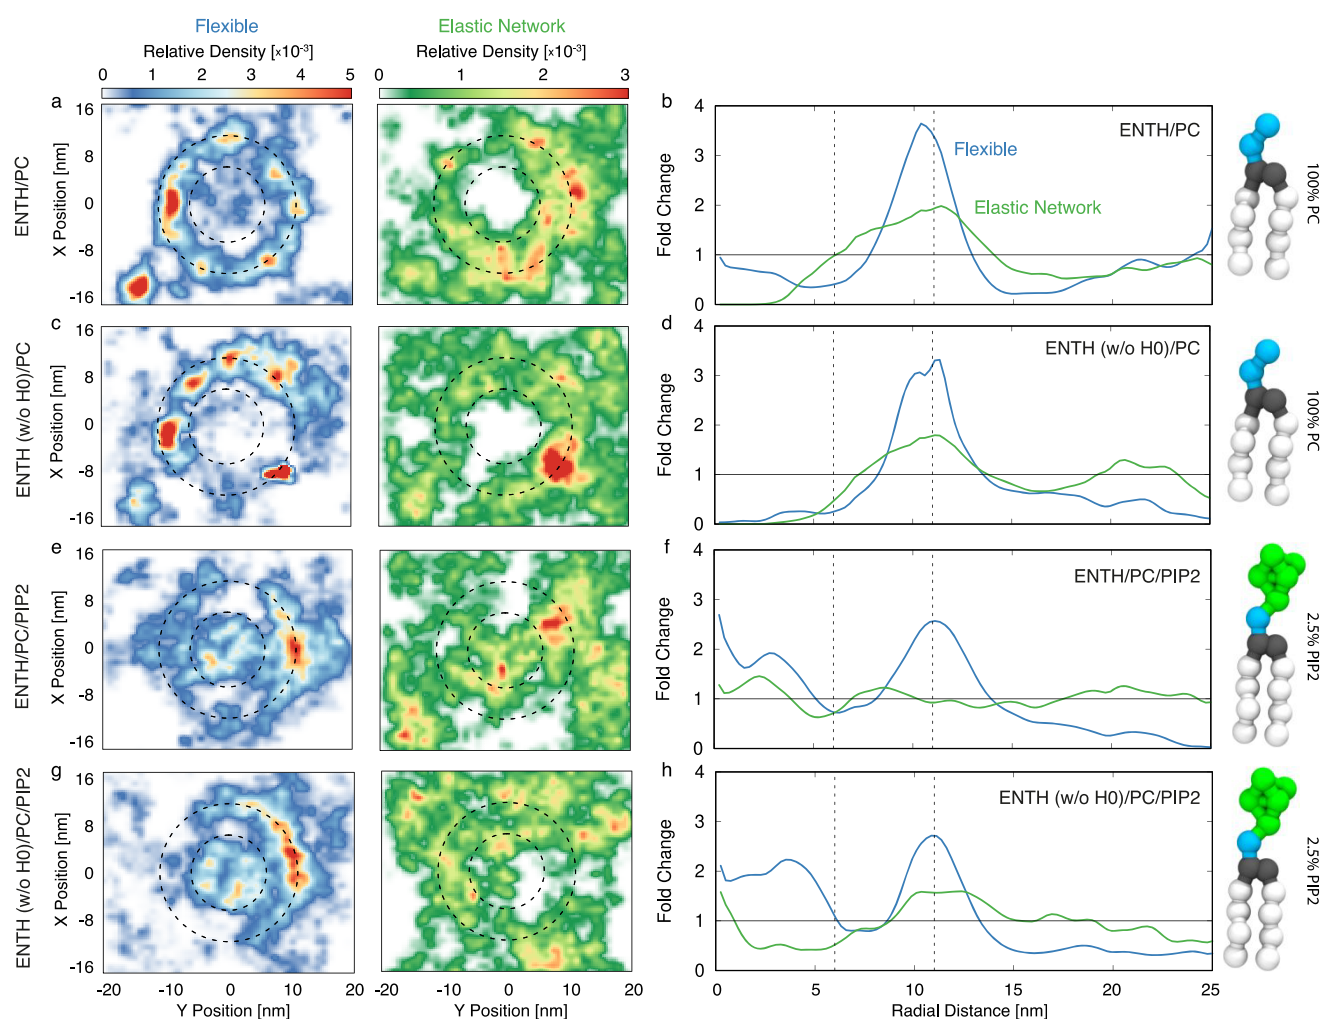 Flexible
Elastic Network
Relative Density [x10⁻³]
Relative Density [x10⁻³]
0 1 2 3 4 5
0 1 2 3
a
ENTH/PC
X Position [nm]
16
8
0
-8
-16
b
ENTH/PC
Flexible
Elastic Network
Fold Change
4
3
2
1
0
100% PC
c
ENTH (w/o H0)/PC
X Position [nm]
16
8
0
-8
-16
d
ENTH (w/o H0)/PC
Fold Change
4
3
2
1
0
100% PC
e
ENTH/PC/PIP2
X Position [nm]
16
8
0
-8
-16
f
ENTH/PC/PIP2
Fold Change
4
3
2
1
0
2.5% PIP2
g
ENTH (w/o H0)/PC/PIP2
X Position [nm]
16
8
0
-8
-16
-20 -10 0 10 20
Y Position [nm]
-20 -10 0 10 20
Y Position [nm]
h
ENTH (w/o H0)/PC/PIP2
Fold Change
4
3
2
1
0
0 5 10 15 20 25
Radial Distance [nm]
2.5% PIP2